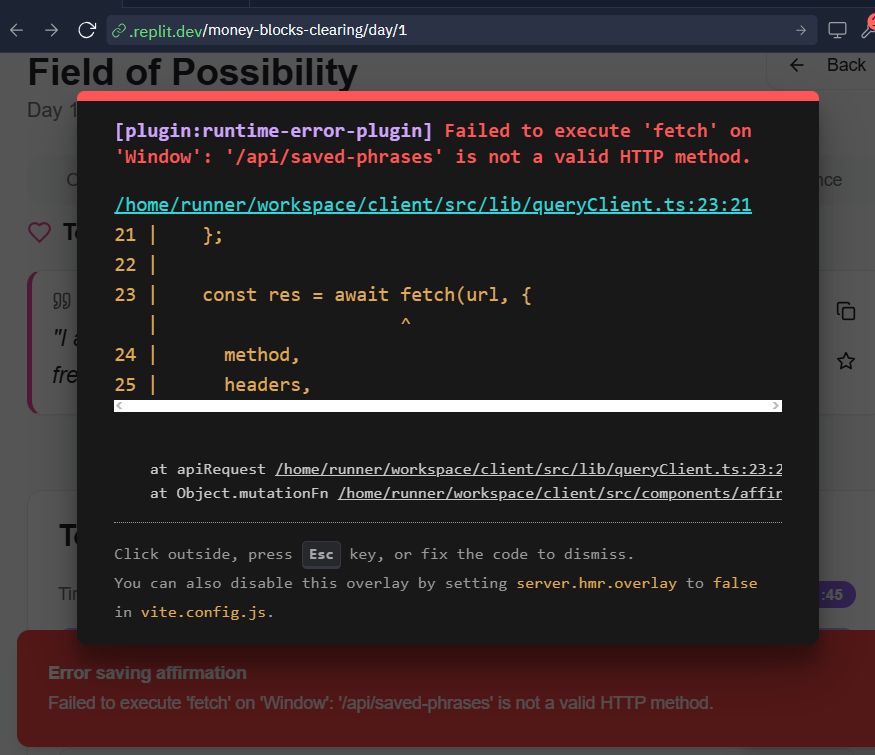 .replit.dev/money-blocks-clearing/day/1
Field of Possibility
Back
Day 1
[plugin:runtime-error-plugin] Failed to execute 'fetch' on
'Window': '/api/saved-phrases' is not a valid HTTP method.
/home/runner/workspace/client/src/lib/queryClient.ts:23:21
21 |    };
22 |
23 |    const res = await fetch(url, {
|                       ^
24 |      method,
25 |      headers,
at apiRequest /home/runner/workspace/client/src/lib/queryClient.ts:23:2
at Object.mutationFn /home/runner/workspace/client/src/components/affir
Click outside, press Esc key, or fix the code to dismiss.
You can also disable this overlay by setting server.hmr.overlay to false
in vite.config.js.
:45
Error saving affirmation
Failed to execute 'fetch' on 'Window': '/api/saved-phrases' is not a valid HTTP method.